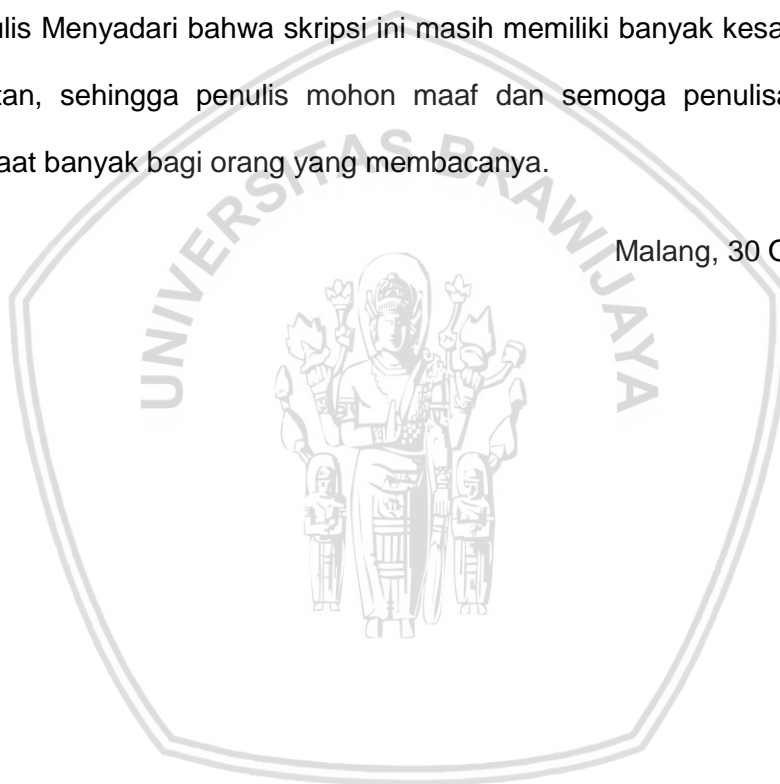 ulis Menyadari bahwa skripsi ini masih memiliki banyak kesa
tan, sehingga penulis mohon maaf dan semoga penulisa
aat banyak bagi orang yang membacanya.
Malang, 30 O
UNIVERSITAS BRAWIJAYA